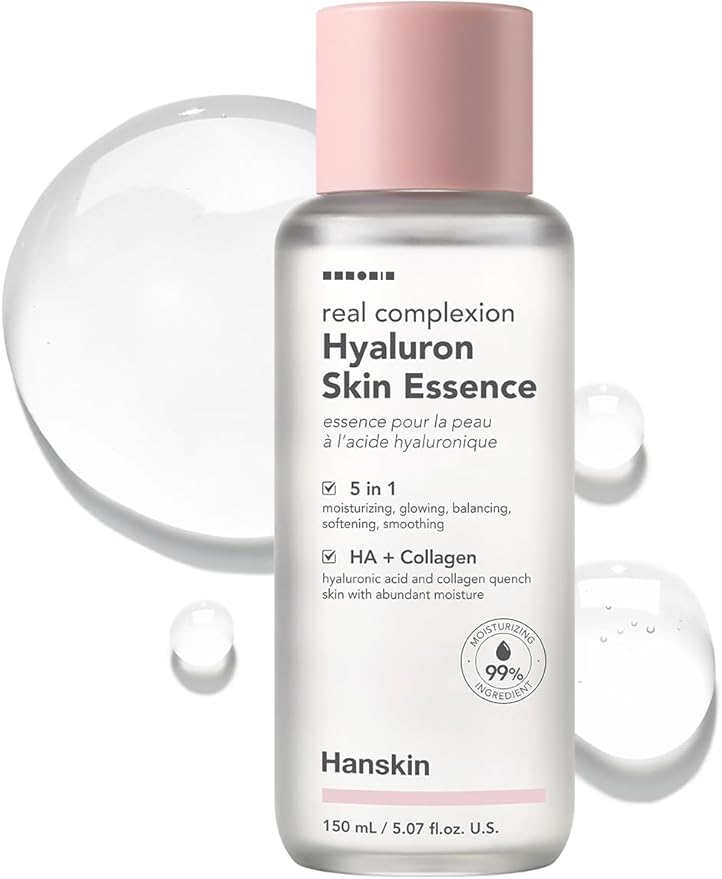 real complexion
Hyaluron
Skin Essence
essence pour la peau
à l'acide hyaluronique
5 in 1
moisturizing, glowing, balancing,
softening, smoothing
HA + Collagen
hyaluronic acid and collagen quench
skin with abundant moisture
MOISTURIZING
99%
INGREDIENT
Hanskin
150 mL / 5.07 fl.oz. U.S.